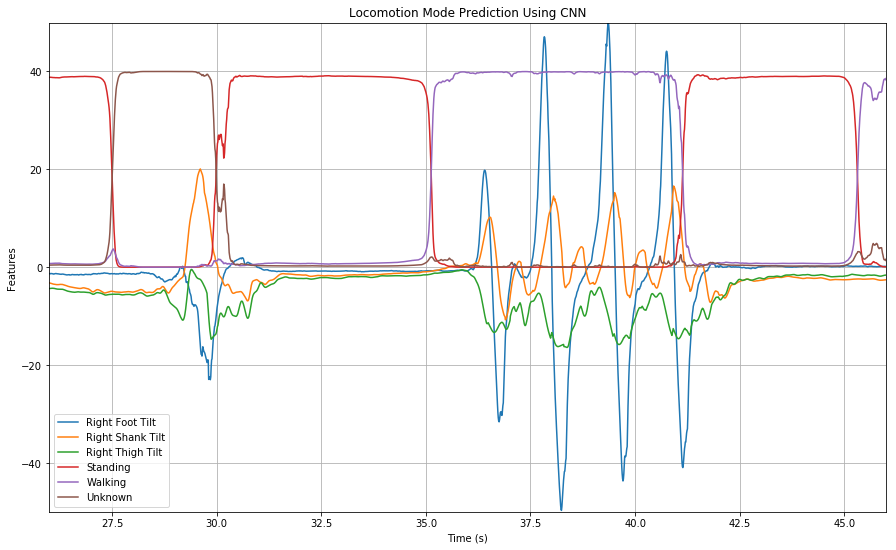 Locomotion Mode Prediction Using CNN
Features
40
20
0
−20
−40
Right Foot Tilt
Right Shank Tilt
Right Thigh Tilt
Standing
Walking
Unknown
27.5 30.0 32.5 35.0 37.5 40.0 42.5 45.0
Time (s)